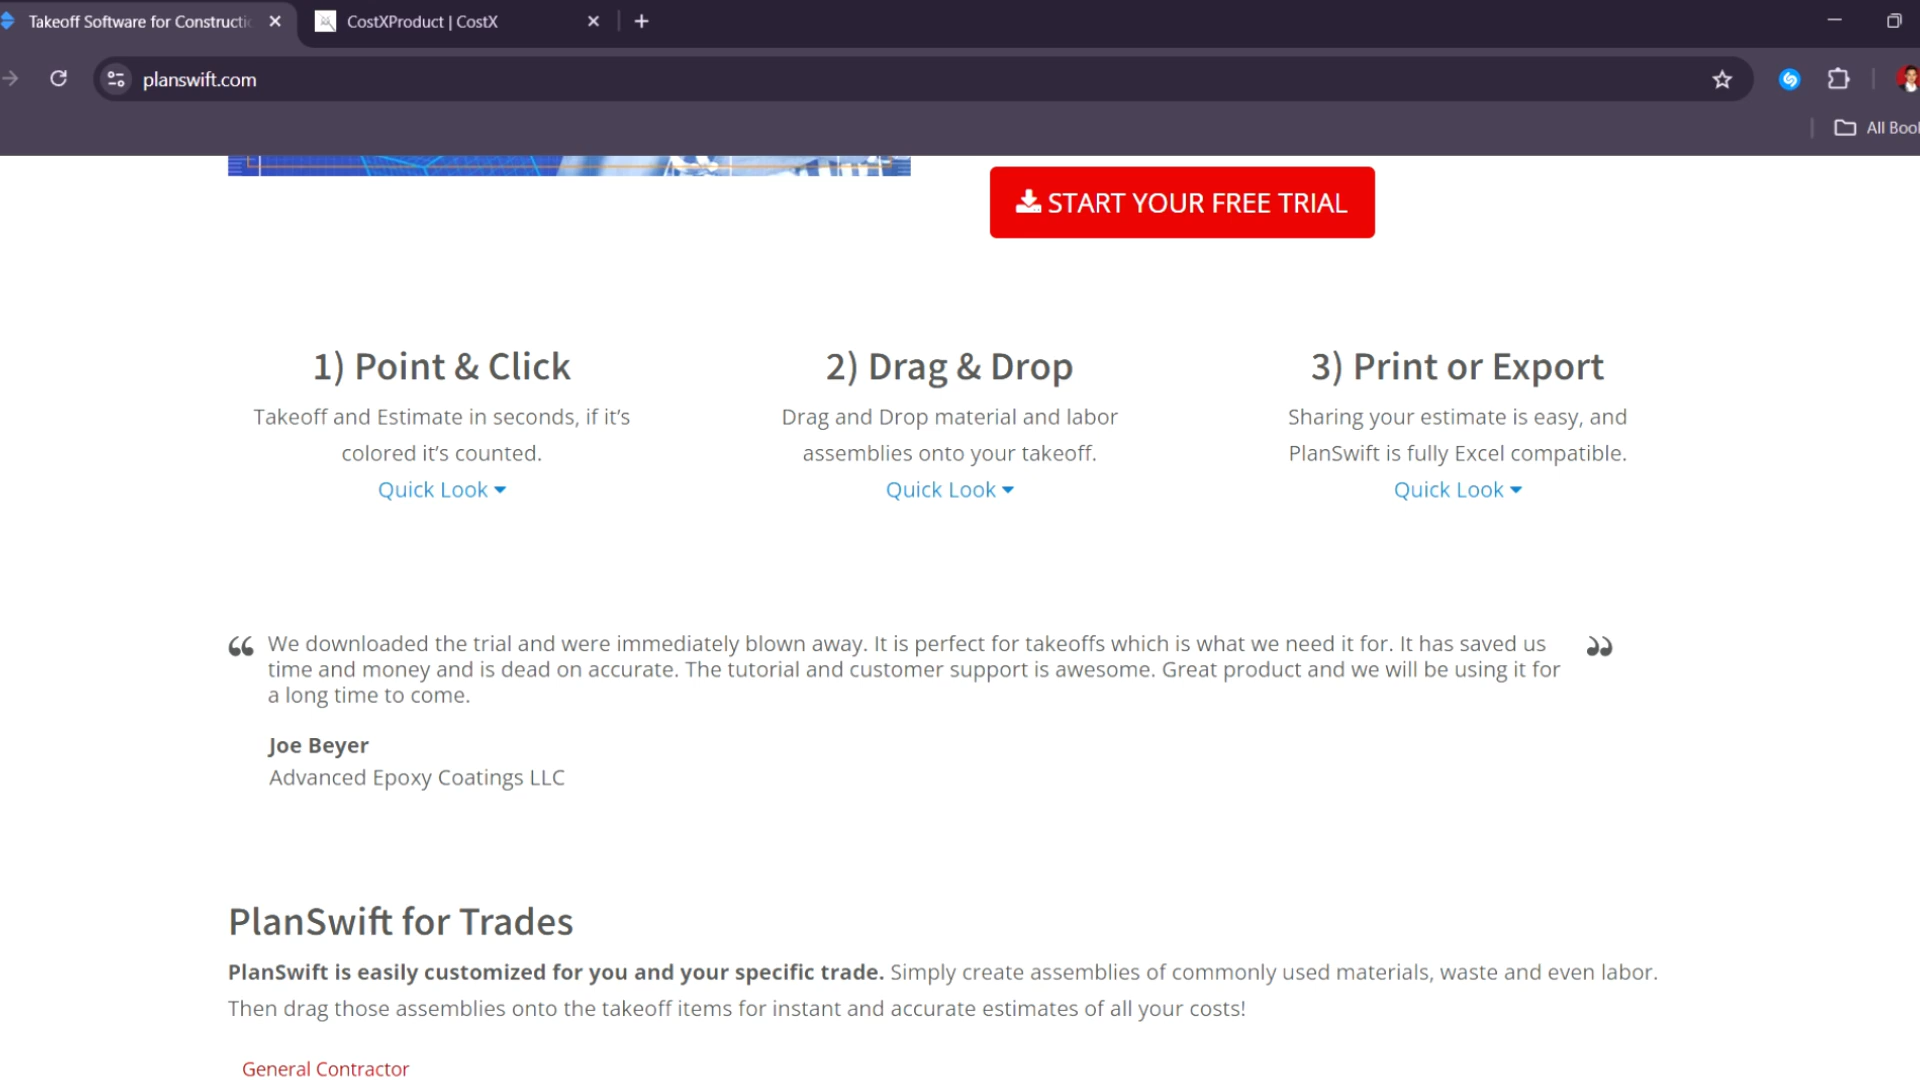 Takeoff Software for Constructi
CostXProduct | CostX
planswift.com
All Boo
START YOUR FREE TRIAL
1) Point & Click
Takeoff and Estimate in seconds, if it’s
colored it’s counted.
Quick Look
2) Drag & Drop
Drag and Drop material and labor
assemblies onto your takeoff.
Quick Look
3) Print or Export
Sharing your estimate is easy, and
PlanSwift is fully Excel compatible.
Quick Look
“ We downloaded the trial and were immediately blown away. It is perfect for takeoffs which is what we need it for. It has saved us ”
time and money and is dead on accurate. The tutorial and customer support is awesome. Great product and we will be using it for
a long time to come.
Joe Beyer
Advanced Epoxy Coatings LLC
PlanSwift for Trades
PlanSwift is easily customized for you and your specific trade. Simply create assemblies of commonly used materials, waste and even labor.
Then drag those assemblies onto the takeoff items for instant and accurate estimates of all your costs!
General Contractor